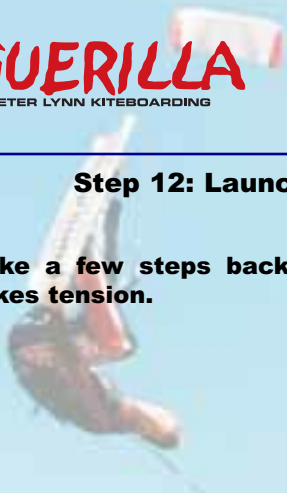 GUERILLA
ETER LYNN KITEBOARDING
Step 12: Launc
ke a few steps back
kes tension.